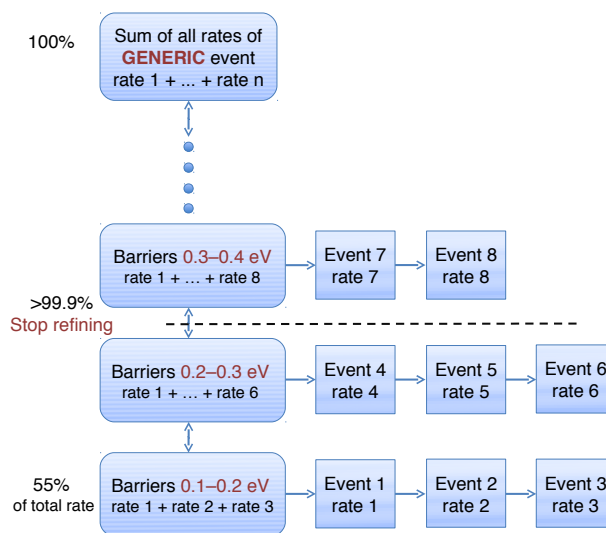 100%
Sum of all rates of
GENERIC event
rate 1 + ... + rate n
Barriers 0.3–0.4 eV
rate 1 + ... + rate 8
Event 7
rate 7
Event 8
rate 8
>99.9%
Stop refining
Barriers 0.2–0.3 eV
rate 1 + ... + rate 6
Event 4
rate 4
Event 5
rate 5
Event 6
rate 6
55%
of total rate
Barriers 0.1–0.2 eV
rate 1 + rate 2 + rate 3
Event 1
rate 1
Event 2
rate 2
Event 3
rate 3